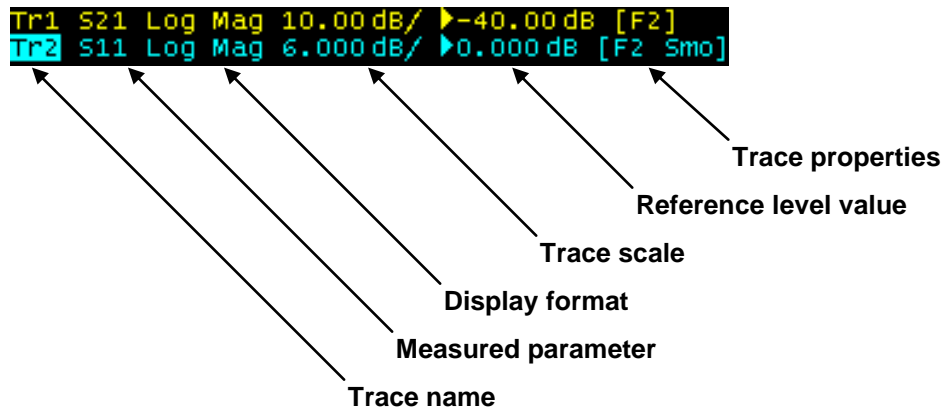 Tr1 S21 Log Mag 10.00 dB/ ▶-40.00 dB [F2]
Tr2 S11 Log Mag 6.000 dB/ ▶0.000 dB [F2 Smo]
Trace properties
Reference level value
Trace scale
Display format
Measured parameter
Trace name